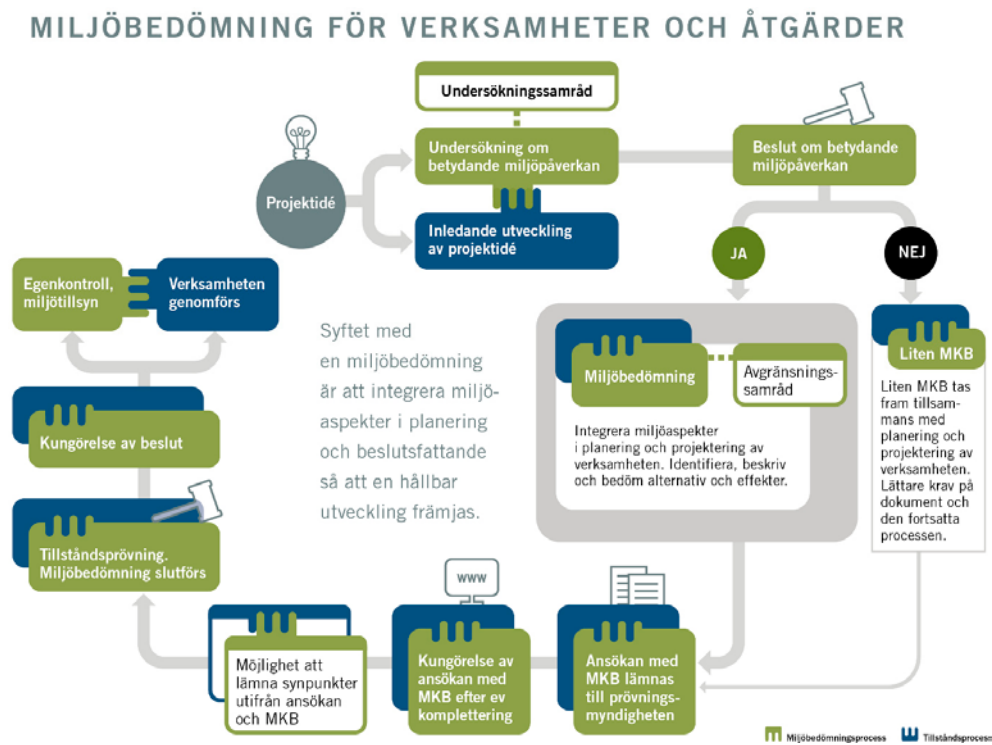 MILJÖBEDÖMNING FÖR VERKSAMHETER OCH ÅTGÄRDER
Undersökningssamråd
Undersökning om
betydande miljöpåverkan
Beslut om betydande
miljöpåverkan
Projektidé
Inledande utveckling
av projektidé
JA
NEJ
Egenkontroll,
miljötillsyn
Verksamheten
genomförs
Syftet med
en miljöbedömning
är att integrera miljö-
aspekter i planering
och beslutsfattande
så att en hållbar
utveckling främjas.
Miljöbedömning
Avgränsnings-
samråd
Integrera miljöaspekter
i planering och projektering av
verksamheten. Identifiera, beskriv
och bedöm alternativ och effekter.
Liten MKB
Liten MKB tas
fram tillsam-
mans med
planering och
projektering av
verksamheten.
Lättare krav på
dokument och
den fortsatta
processen.
Kungörelse av beslut
Tillståndsprövning.
Miljöbedömning slutförs
Möjlighet att
lämna synpunkter
utifrån ansökan
och MKB
www
Kungörelse av
ansökan med
MKB efter ev
komplettering
Ansökan med
MKB lämnas
till prövnings-
myndigheten
Miljöbedömningsprocess
Tillståndsprocess